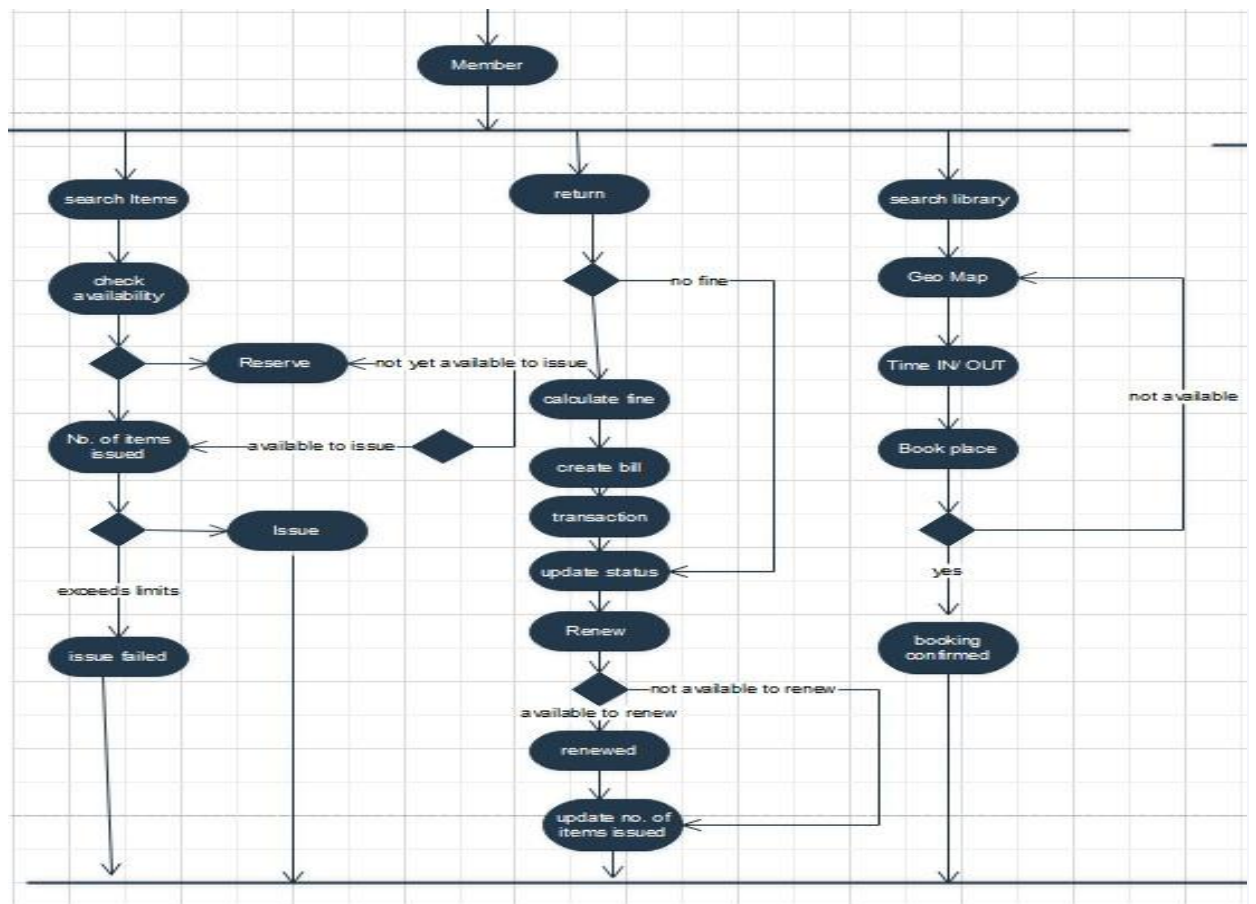 Member
search Items
return
search library
check
availability
no fine
Geo Map
Reserve
not yet available to issue
Time IN/ OUT
calculate fine
not available
No. of items
issued
available to issue
Book place
create bill
transaction
Issue
update status
yes
exceeds limits
Renew
booking
confirmed
issue failed
not available to renew
available to renew
renewed
update no. of
items issued